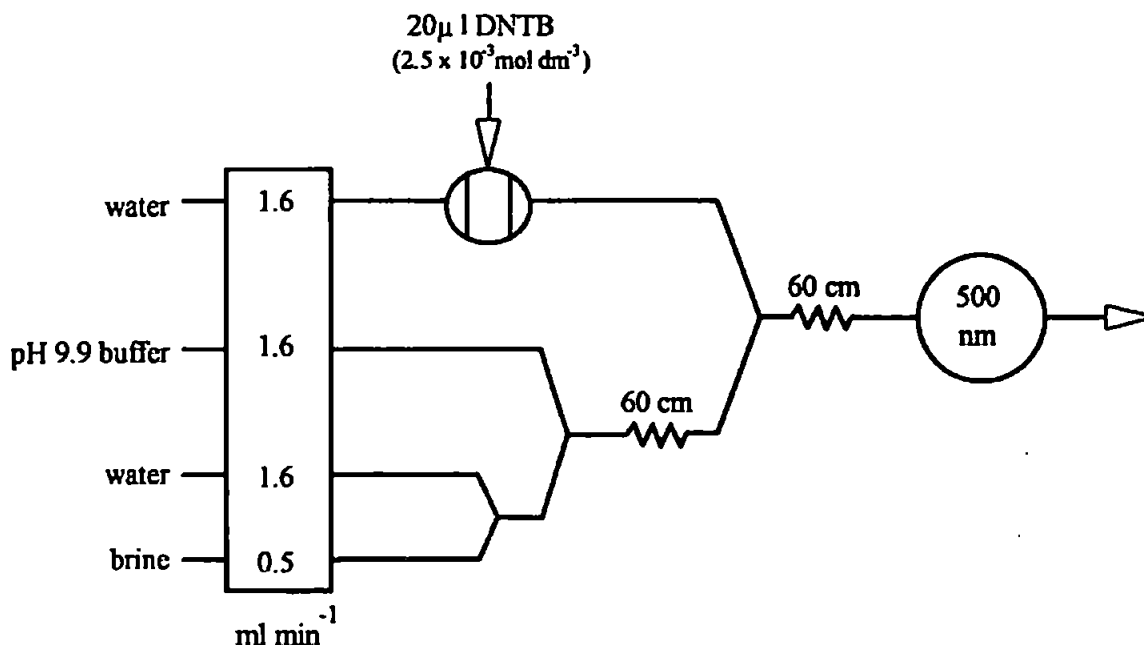 20μ l DNTB
(2.5 x 10⁻³mol dm⁻³)
water
1.6
60 cm
500
nm
pH 9.9 buffer
1.6
60 cm
water
1.6
brine
0.5
ml min⁻¹